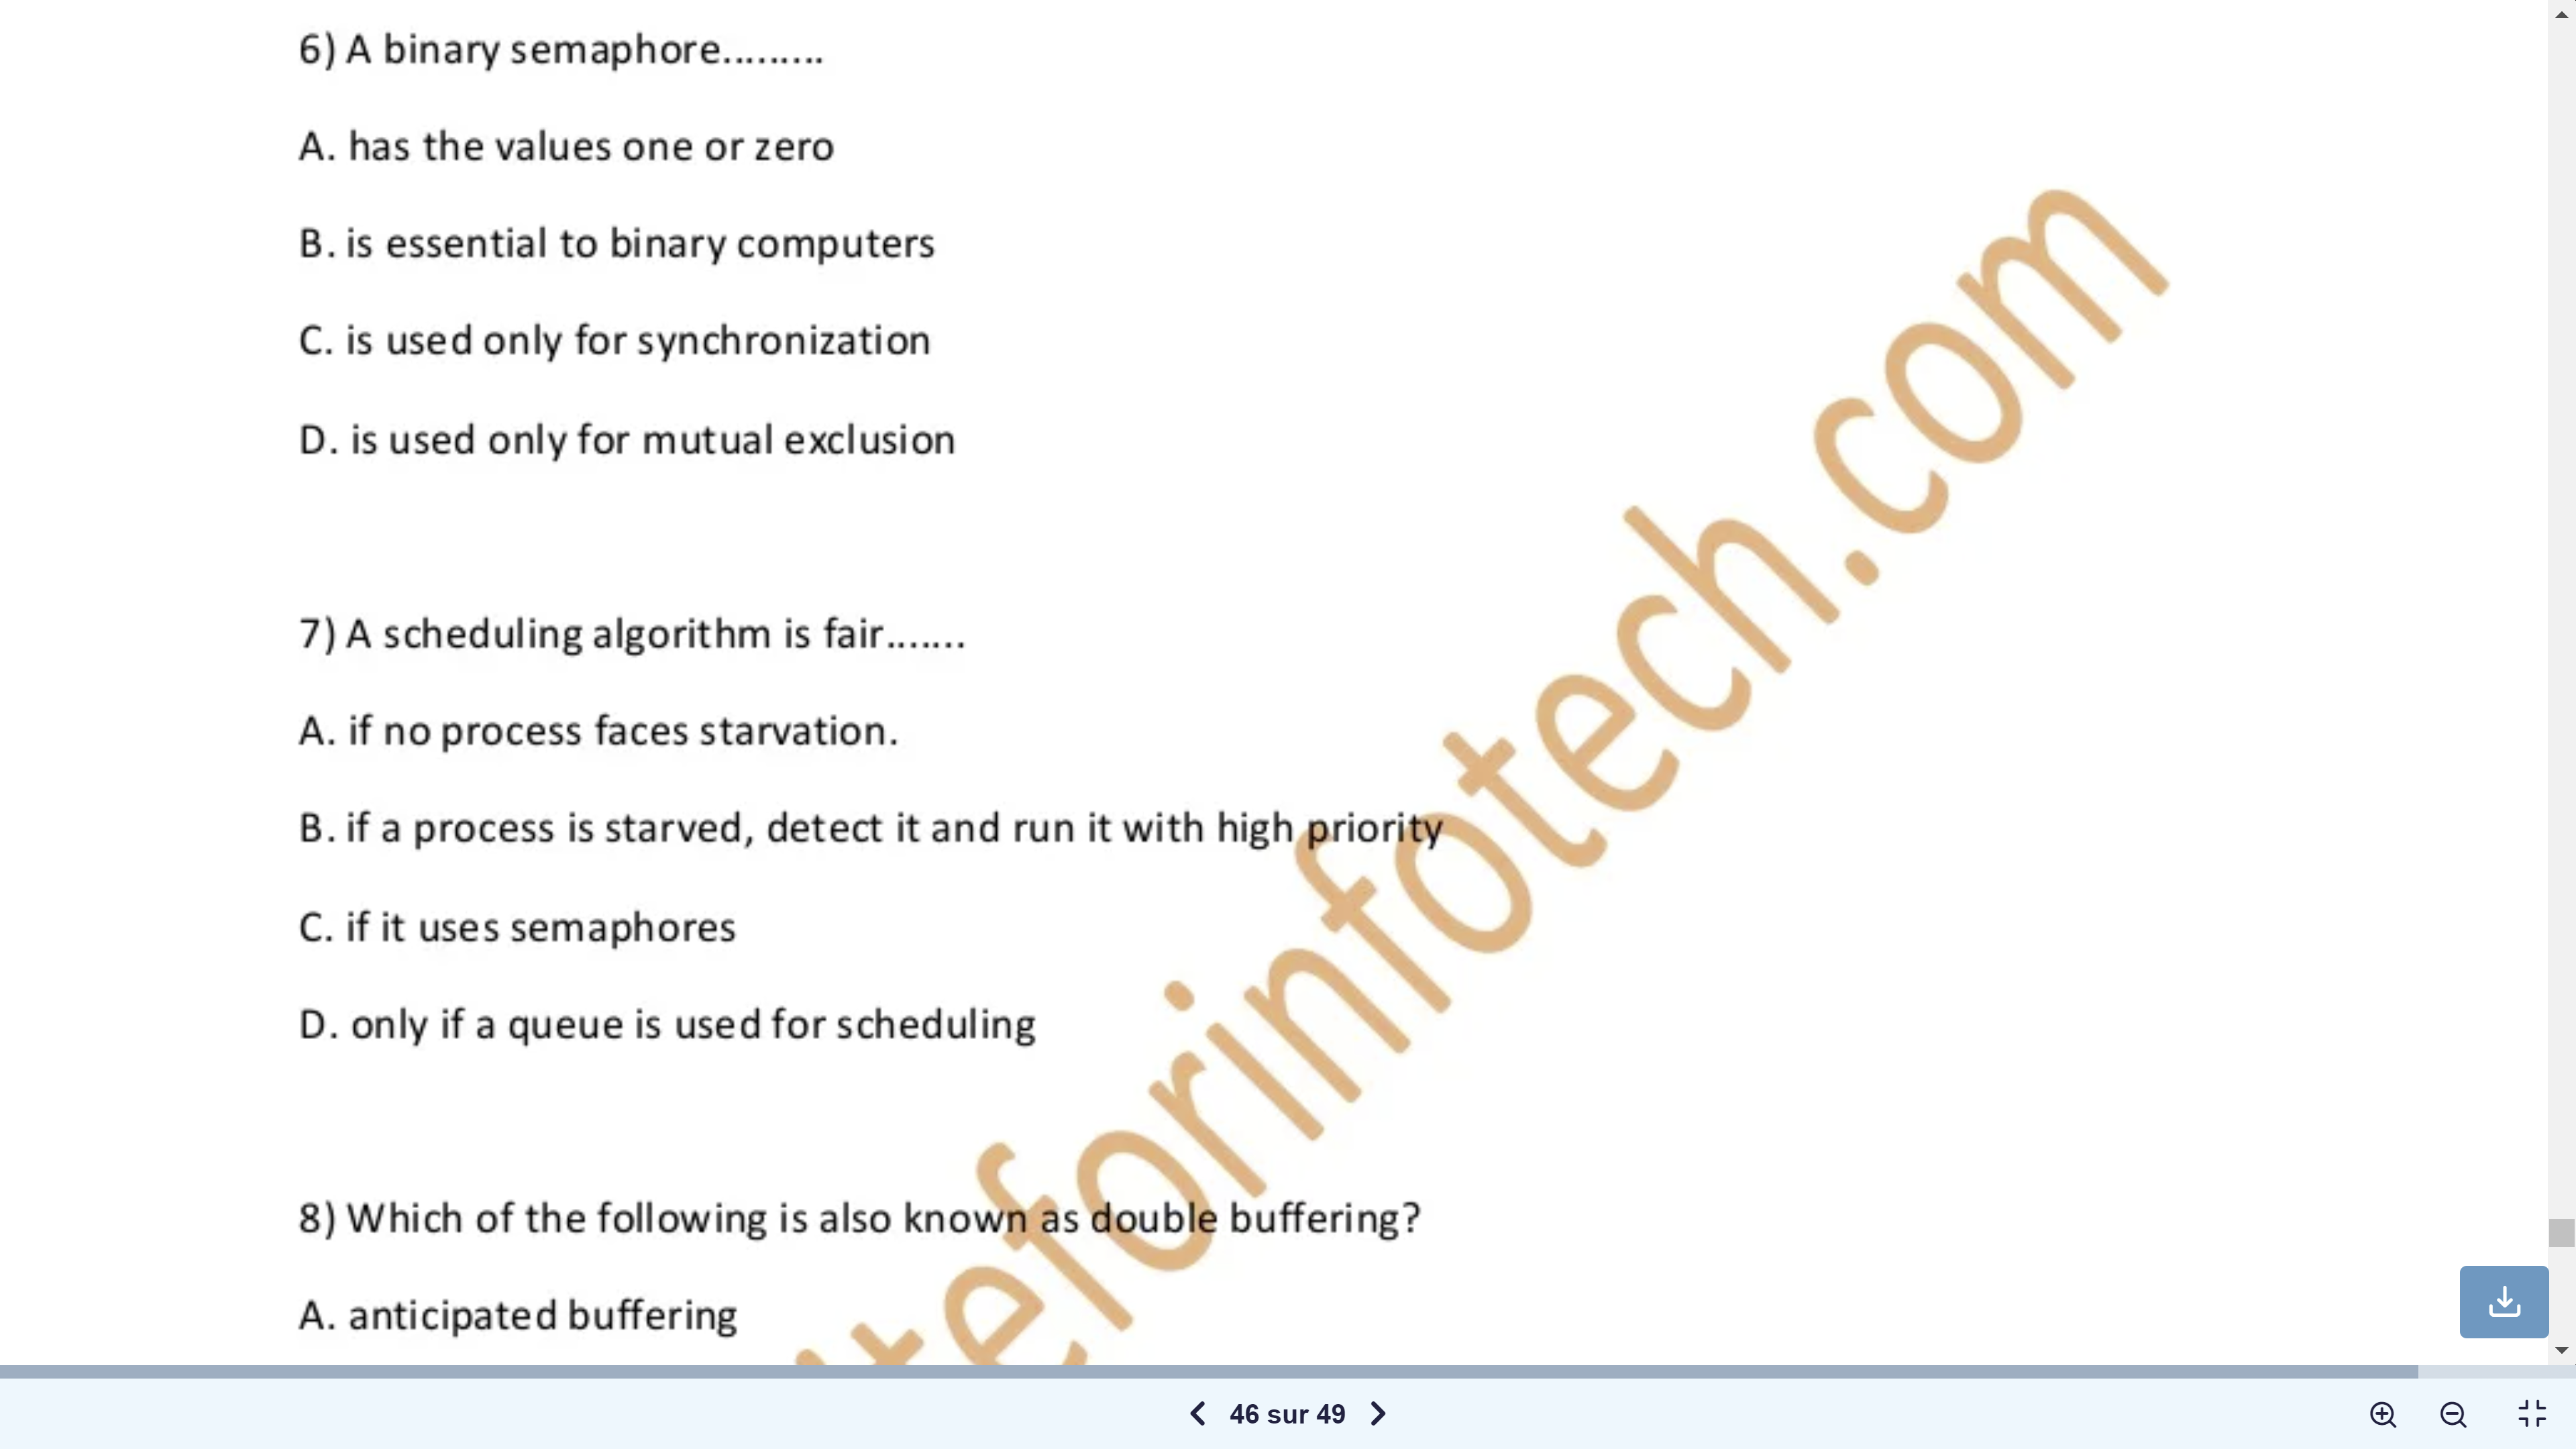 6) A binary semaphore..........
A. has the values one or zero
B. is essential to binary computers
C. is used only for synchronization
D. is used only for mutual exclusion
7) A scheduling algorithm is fair.......
A. if no process faces starvation.
B. if a process is starved, detect it and run it with high priority
C. if it uses semaphores
D. only if a queue is used for scheduling
8) Which of the following is also known as double buffering?
A. anticipated buffering
teforinfotech.com
46 sur 49